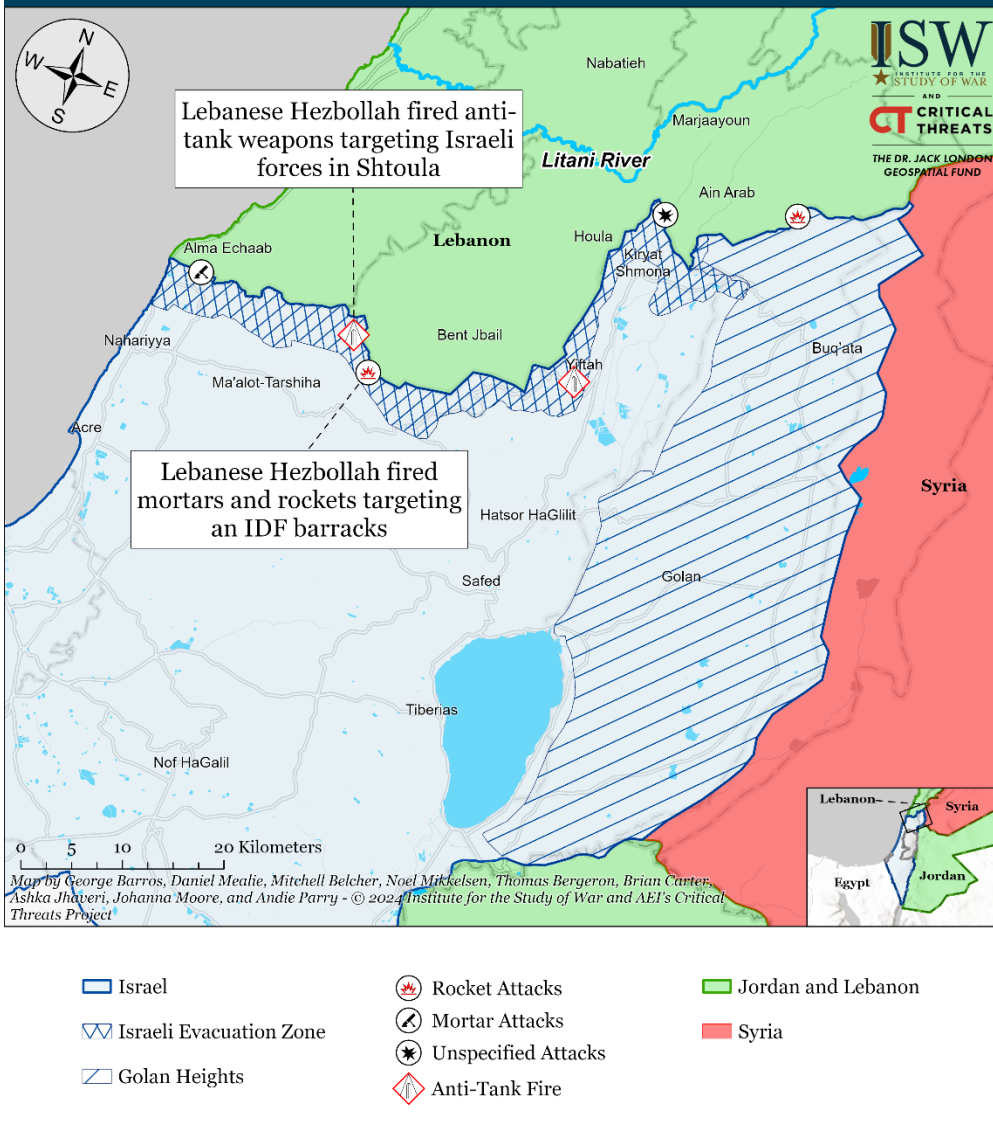 N
W
E
S
ISW
INSTITUTE FOR THE
STUDY OF WAR
AND
CT CRITICAL
THREATS
THE DR. JACK LONDON
GEOSPATIAL FUND
Nabatieh
Lebanese Hezbollah fired anti-
tank weapons targeting Israeli
forces in Shtoula
Marjaayoun
Litani River
Ain Arab
Lebanon
Houla
Alma Echaab
Kiryat
Shmona
Nahariyya
Bent Jbail
Buq'ata
Yiftah
Ma'alot-Tarshiha
Acre
Lebanese Hezbollah fired
mortars and rockets targeting
an IDF barracks
Syria
Hatsor HaGlilit
Safed
Golan
Tiberias
Nof HaGalil
0 5 10 20 Kilometers
Map by George Barros, Daniel Mealie, Mitchell Belcher, Noel Mikkelsen, Thomas Bergeron, Brian Carter,
Ashka Jhaveri, Johanna Moore, and Andie Parry - © 2024 Institute for the Study of War and AEI's Critical
Threats Project
Lebanon
Syria
Egypt
Jordan
Israel
Israeli Evacuation Zone
Golan Heights
Rocket Attacks
Mortar Attacks
Unspecified Attacks
Anti-Tank Fire
Jordan and Lebanon
Syria